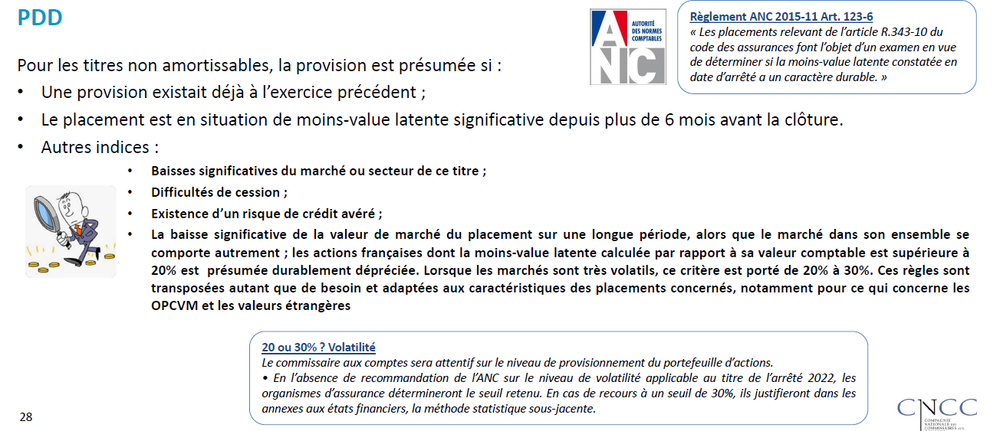 PDD
AUTORITÉ
DES NORMES
COMPTABLES
ANC
Règlement ANC 2015-11 Art. 123-6
« Les placements relevant de l’article R.343-10 du
code des assurances font l’objet d’un examen en vue
de déterminer si la moins-value latente constatée en
date d’arrêté a un caractère durable. »
Pour les titres non amortissables, la provision est présumée si :
• Une provision existait déjà à l’exercice précédent ;
• Le placement est en situation de moins-value latente significative depuis plus de 6 mois avant la clôture.
• Autres indices :
• Baisses significatives du marché ou secteur de ce titre ;
• Difficultés de cession ;
• Existence d’un risque de crédit avéré ;
• La baisse significative de la valeur de marché du placement sur une longue période, alors que le marché dans son ensemble se
comporte autrement ; les actions françaises dont la moins-value latente calculée par rapport à sa valeur comptable est supérieure à
20% est présumée durablement dépréciée. Lorsque les marchés sont très volatils, ce critère est porté de 20% à 30%. Ces règles sont
transposées autant que de besoin et adaptées aux caractéristiques des placements concernés, notamment pour ce qui concerne les
OPCVM et les valeurs étrangères
20 ou 30% ? Volatilité
Le commissaire aux comptes sera attentif sur le niveau de provisionnement du portefeuille d’actions.
• En l’absence de recommandation de l’ANC sur le niveau de volatilité applicable au titre de l’arrêté 2022, les
organismes d’assurance détermineront le seuil retenu. En cas de recours à un seuil de 30%, ils justifieront dans les
annexes aux états financiers, la méthode statistique sous-jacente.
28
CNCC
COMPAGNIE
NATIONALE DES
COMMISSAIRES AUX